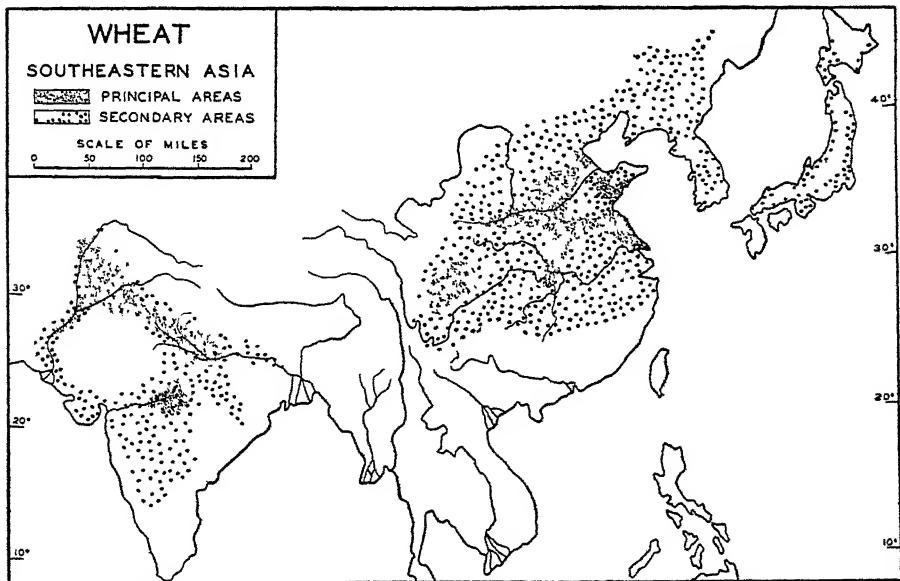 WHEAT
SOUTHEASTERN ASIA
PRINCIPAL AREAS
SECONDARY AREAS
SCALE OF MILES
0 50 100 150 200
40°
30°
30°
20°
20°
10°
10°